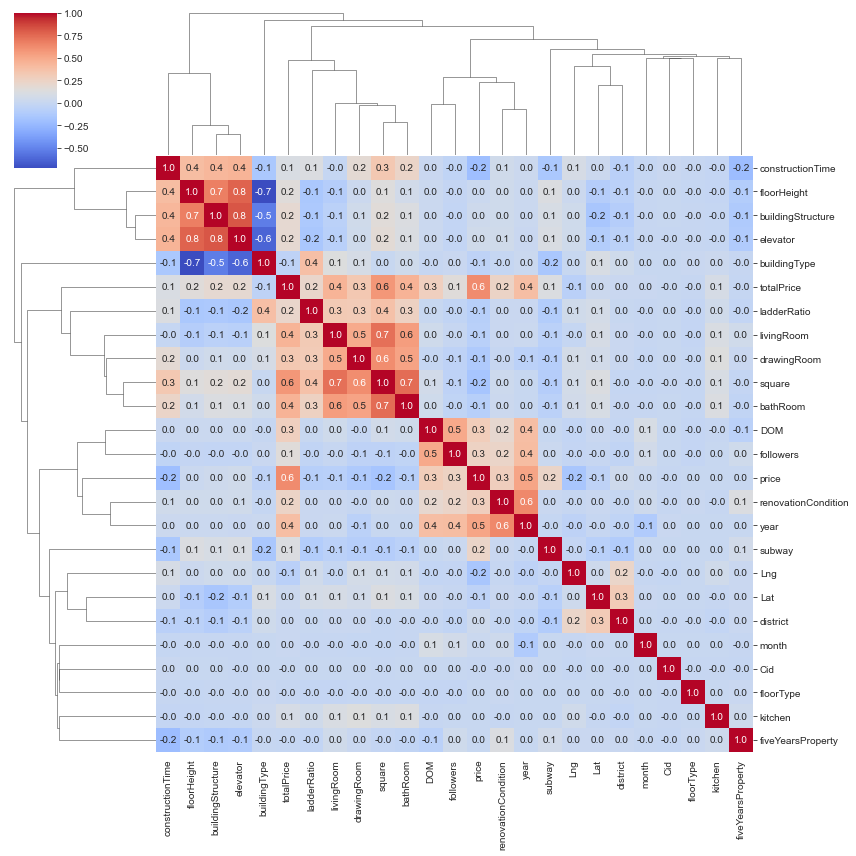 1.00
0.75
0.50
0.25
0.00
-0.25
-0.50
1.0 0.4 0.4 0.4 -0.1 0.1 0.1 -0.0 0.2 0.3 0.2 0.0 -0.0 -0.2 0.1 0.0 -0.1 0.1 0.0 -0.1 -0.0 0.0 -0.0 -0.0 -0.2 constructionTime
0.4 1.0 0.7 0.8 -0.7 0.2 -0.1 -0.1 0.0 0.1 0.1 0.0 -0.0 0.0 0.0 0.0 0.1 0.0 -0.1 -0.1 -0.0 0.0 -0.0 -0.0 -0.1 floorHeight
0.4 0.7 1.0 0.8 -0.5 0.2 -0.1 -0.1 0.1 0.2 0.1 0.0 -0.0 0.0 0.0 0.0 0.1 0.0 -0.2 -0.1 -0.0 0.0 -0.0 0.0 -0.1 buildingStructure
0.4 0.8 0.8 1.0 -0.6 0.2 -0.2 -0.1 0.0 0.2 0.1 0.0 -0.0 0.0 0.1 0.0 0.1 0.0 -0.1 -0.1 -0.0 0.0 -0.0 0.0 -0.1 elevator
-0.1 -0.7 -0.5 -0.6 1.0 -0.1 0.4 0.1 0.1 0.0 0.0 -0.0 0.0 -0.1 -0.0 0.0 -0.2 0.0 0.1 0.0 0.0 -0.0 0.0 0.0 -0.0 buildingType
0.1 0.2 0.2 0.2 -0.1 1.0 0.2 0.4 0.3 0.6 0.4 0.3 0.1 0.6 0.2 0.4 0.1 -0.1 0.0 0.0 -0.0 0.0 -0.0 0.1 -0.0 totalPrice
0.1 -0.1 -0.1 -0.2 0.4 0.2 1.0 0.3 0.3 0.4 0.3 0.0 -0.0 -0.1 0.0 0.0 -0.1 0.1 0.1 0.0 -0.0 0.0 -0.0 0.0 -0.0 ladderRatio
-0.0 -0.1 -0.1 -0.1 0.1 0.4 0.3 1.0 0.5 0.7 0.6 0.0 -0.0 -0.1 0.0 0.0 -0.1 -0.0 0.1 0.0 0.0 -0.0 -0.0 0.1 0.0 livingRoom
0.2 0.0 0.1 0.0 0.1 0.3 0.3 0.5 1.0 0.6 0.5 -0.0 -0.1 -0.1 -0.0 -0.1 -0.1 0.1 0.1 0.0 -0.0 0.0 -0.0 0.1 0.0 drawingRoom
0.3 0.1 0.2 0.2 0.0 0.6 0.4 0.7 0.6 1.0 0.7 0.1 -0.1 -0.2 0.0 0.0 -0.1 0.1 0.1 0.0 -0.0 0.0 -0.0 0.1 -0.0 square
0.2 0.1 0.1 0.1 0.0 0.4 0.3 0.6 0.5 0.7 1.0 0.0 -0.0 -0.1 0.0 0.0 -0.1 0.1 0.1 0.0 -0.0 0.0 -0.0 0.1 -0.0 bathRoom
0.0 0.0 0.0 0.0 -0.0 0.3 0.0 0.0 -0.0 0.1 0.0 1.0 0.5 0.3 0.2 0.4 0.0 -0.0 -0.0 0.0 0.1 0.0 0.0 -0.0 -0.1 DOM
-0.0 -0.0 -0.0 -0.0 0.0 0.1 -0.0 -0.0 -0.1 -0.1 -0.0 0.5 1.0 0.3 0.2 0.4 0.0 -0.0 0.0 0.0 0.1 0.0 0.0 0.0 0.0 followers
-0.2 0.0 0.0 0.0 -0.1 0.6 -0.1 -0.1 -0.1 -0.2 -0.1 0.3 0.3 1.0 0.3 0.5 0.2 -0.2 -0.1 0.0 0.0 0.0 -0.0 0.0 0.0 price
0.1 0.0 0.0 0.1 -0.0 0.2 0.0 0.0 -0.0 0.0 0.0 0.2 0.2 0.3 1.0 0.6 -0.0 -0.0 0.0 -0.0 -0.0 0.0 -0.0 0.0 0.1 renovationCondition
0.0 0.0 0.0 0.0 0.0 0.4 0.0 0.0 -0.1 0.0 0.0 0.4 0.4 0.5 0.6 1.0 -0.0 -0.0 -0.0 0.0 -0.1 0.0 0.0 0.0 0.0 year
-0.1 0.1 0.1 0.1 -0.2 0.1 -0.1 -0.1 -0.1 -0.1 -0.1 0.0 0.0 0.2 -0.0 -0.0 1.0 -0.0 -0.1 -0.1 0.0 0.0 0.0 0.0 0.1 subway
0.1 0.0 0.0 0.0 0.0 -0.1 0.1 -0.0 0.1 0.1 0.1 -0.0 -0.0 -0.2 -0.0 -0.0 -0.0 1.0 0.0 0.2 -0.0 -0.0 0.0 0.0 0.0 Lng
0.0 -0.1 -0.2 -0.1 0.1 0.0 0.1 0.1 0.1 0.1 0.1 -0.0 0.0 -0.1 0.0 -0.0 -0.1 0.0 1.0 0.3 0.0 -0.0 0.0 0.0 0.0 Lat
-0.1 -0.1 -0.1 -0.1 0.0 0.0 0.0 0.0 0.0 0.0 0.0 0.0 0.0 0.0 -0.0 0.0 -0.1 0.2 0.3 1.0 0.0 -0.0 0.0 0.0 0.0 district
-0.0 -0.0 -0.0 -0.0 0.0 -0.0 -0.0 0.0 -0.0 -0.0 -0.0 0.1 0.1 0.0 -0.0 -0.1 0.0 -0.0 0.0 0.0 1.0 0.0 0.0 0.0 0.0 month
0.0 0.0 0.0 0.0 -0.0 0.0 0.0 -0.0 0.0 0.0 0.0 0.0 0.0 0.0 0.0 0.0 0.0 -0.0 -0.0 -0.0 0.0 1.0 -0.0 -0.0 -0.0 Cid
-0.0 -0.0 -0.0 -0.0 0.0 -0.0 -0.0 -0.0 -0.0 -0.0 -0.0 0.0 0.0 -0.0 -0.0 0.0 0.0 0.0 0.0 0.0 0.0 -0.0 1.0 0.0 0.0 floorType
-0.0 -0.0 0.0 0.0 0.0 0.1 0.0 0.1 0.1 0.1 0.1 -0.0 0.0 0.0 0.0 0.0 0.0 0.0 0.0 0.0 0.0 -0.0 0.0 1.0 0.0 kitchen
-0.2 -0.1 -0.1 -0.1 -0.0 -0.0 -0.0 0.0 0.0 -0.0 -0.0 -0.1 0.0 0.0 0.1 0.0 0.1 0.0 0.0 0.0 0.0 -0.0 0.0 0.0 1.0 fiveYearsProperty
constructionTime
floorHeight
buildingStructure
elevator
buildingType
totalPrice
ladderRatio
livingRoom
drawingRoom
square
bathRoom
DOM
followers
price
renovationCondition
year
subway
Lng
Lat
district
month
Cid
floorType
kitchen
fiveYearsProperty